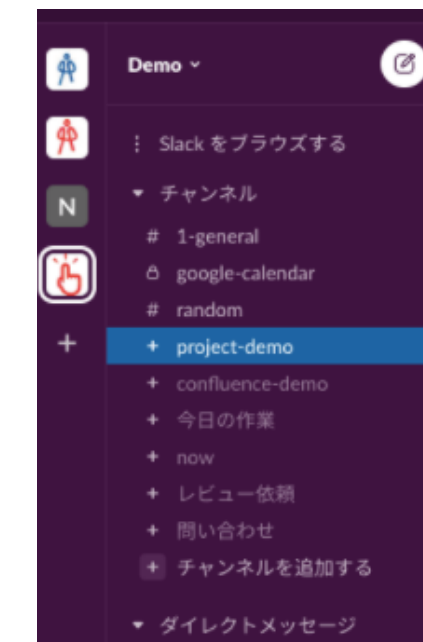 Demo
Slack をブラウズする
チャンネル
# 1-general
google-calendar
# random
+ project-demo
+ confluence-demo
+ 今日の作業
+ now
+ レビュー依頼
+ 問い合わせ
+ チャンネルを追加する
ダイレクトメッセージ
N
+